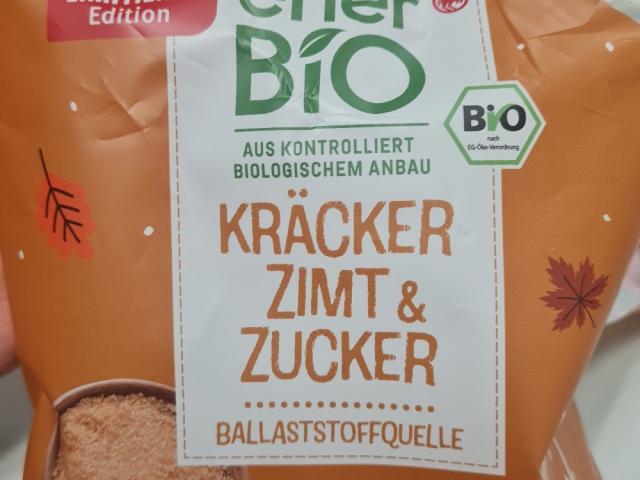 Edition
BiO
AUS KONTROLLIERT
BIOLOGISCHEM ANBAU
BiO
nach
EG-Öko-Verordnung
KRÄCKER
ZIMT &
ZUCKER
BALLASTSTOFFQUELLE